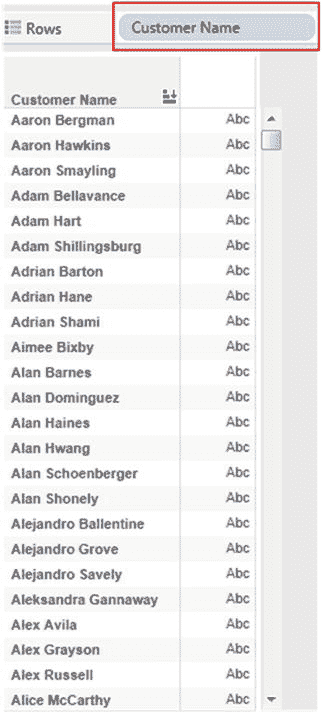 Rows Customer Name
Customer Name
Aaron Bergman Abc
Aaron Hawkins Abc
Aaron Smayling Abc
Adam Bellavance Abc
Adam Hart Abc
Adam Shillingsburg Abc
Adrian Barton Abc
Adrian Hane Abc
Adrian Shami Abc
Aimee Bixby Abc
Alan Barnes Abc
Alan Dominguez Abc
Alan Haines Abc
Alan Hwang Abc
Alan Schoenberger Abc
Alan Shonely Abc
Alejandro Ballentine Abc
Alejandro Grove Abc
Alejandro Savely Abc
Aleksandra Gannaway Abc
Alex Avila Abc
Alex Grayson Abc
Alex Russell Abc
Alice McCarthy Abc